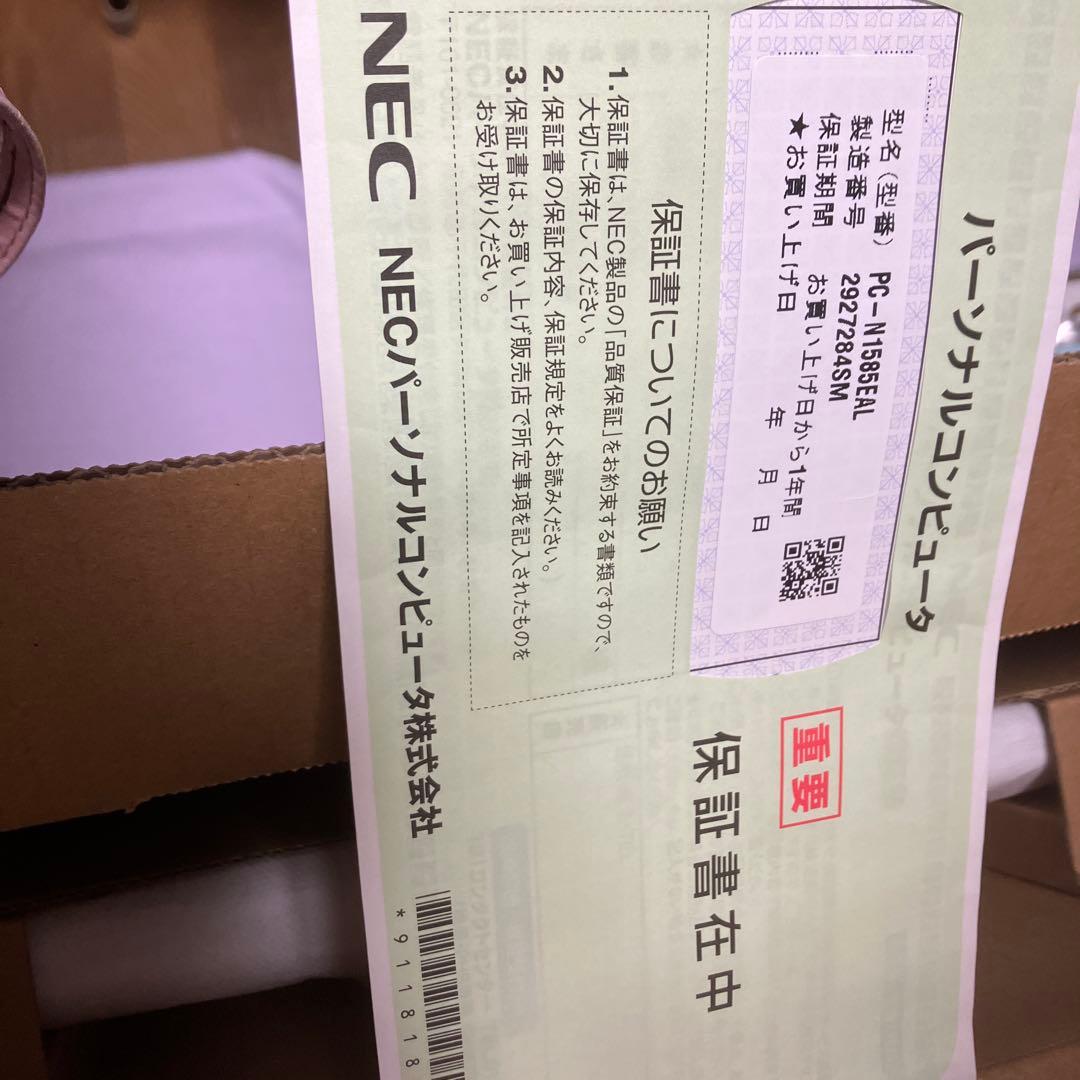 パーソナルコンピュータ
型名(型番) PC-N1585EAL
製造番号 2927284SM
保証期間 お買い上げ日から1年間
★お買い上げ日 年 月 日
重要
保証書在中
保証書についてのお願い
1.保証書は、NEC製品の「品質保証」をお約束する書類ですので、
大切に保存してください。
2.保証書の保証内容、保証規定をよくお読みください。
3.保証書は、お買い上げ販売店で所定事項を記入されたものを
お受け取りください。
NEC NECパーソナルコンピュータ株式会社
*911818